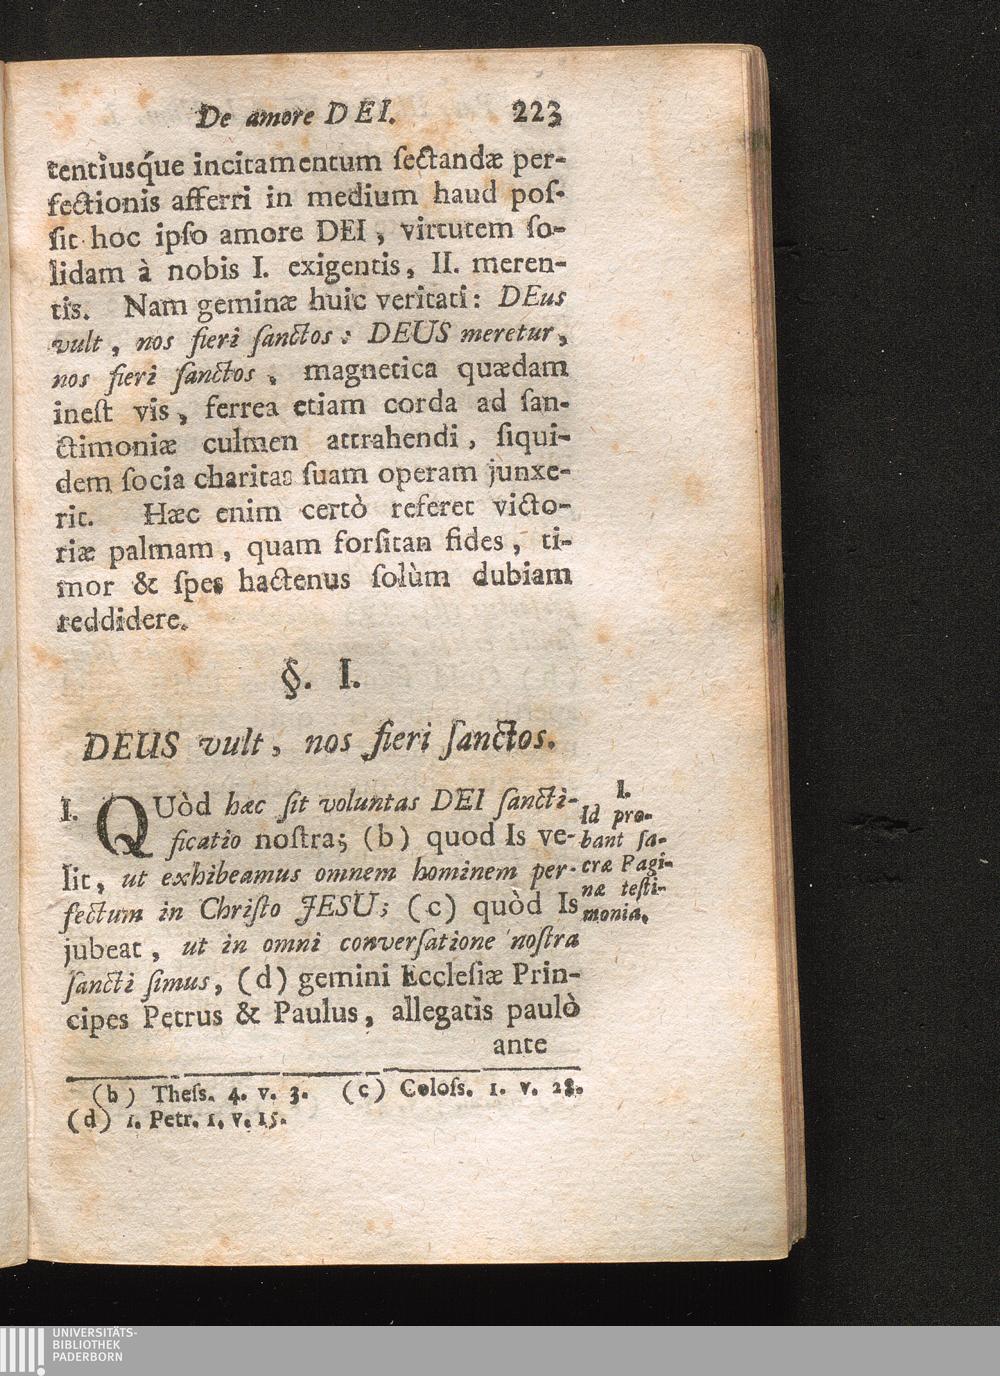 De amore DEI. 223
tentiusq́ue incitamentum ſectandæ per-
fectionis afferri in medium haud poſ-
ſit hoc ipſo amore DEI, virtutem ſo-
lidam à nobis I. exigentis, II. meren-
tis. Nam geminæ huic veritati: DEus
vult, nos fieri ſanctos: DEUS meretur,
nos fieri ſanctos, magnetica quædam
ineſt vis, ferrea etiam corda ad ſan-
ctimoniæ culmen attrahendi, ſiqui-
dem ſocia charitas ſuam operam junxe-
rit. Hæc enim certò referet victo-
riæ palmam, quam forſitan fides, ti-
mor & ſpes hactenus ſolùm dubiam
reddidere.
§. I.
DEUS vult, nos fieri ſanctos.
I. QUòd hæc ſit voluntas DEI ſancti-
ficatio noſtra; (b) quod Is ve-
lit, ut exhibeamus omnem hominem per-
fectum in Chriſto JESU; (c) quòd Is
jubeat, ut in omni converſatione noſtra
ſancti ſimus, (d) gemini Eccleſiæ Prin-
cipes Petrus & Paulus, allegatis paulò
ante
I.
Id pro-
bant ſa-
cræ Pagi-
næ teſti-
monia.
(b) Theſs. 4. v. 3. (c) Coloſs. 1. v. 28.
(d) 1. Petr. 1. v. 15.
UNIVERSITÄTS-
BIBLIOTHEK
PADERBORN